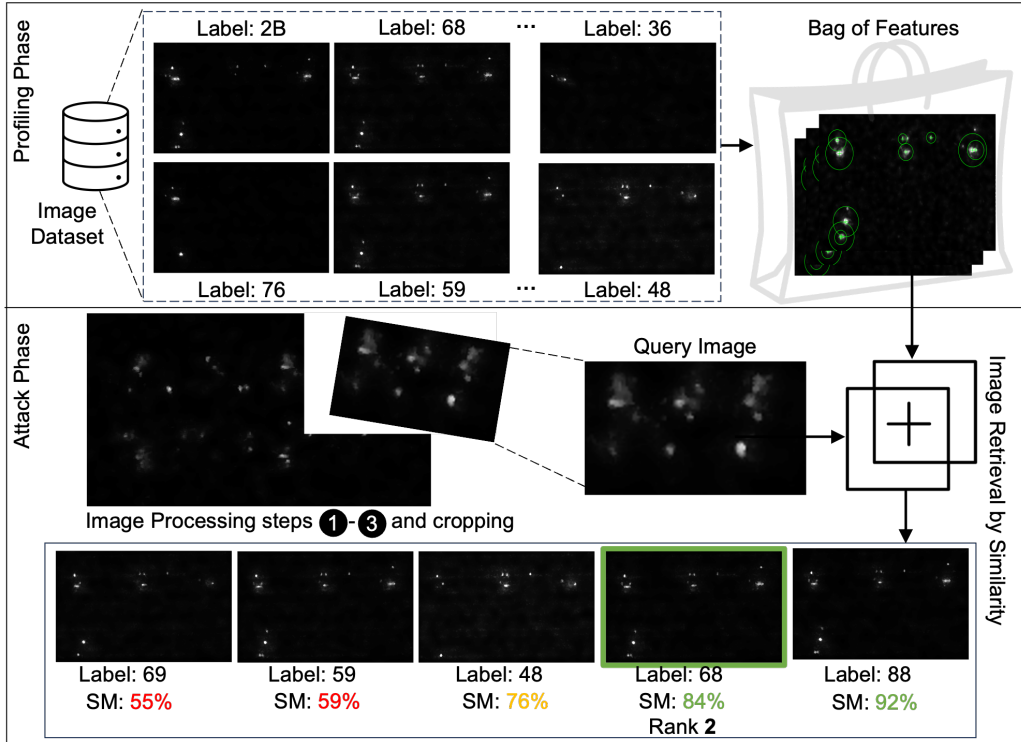 Profiling Phase
Image
Dataset
Label: 2B
Label: 68
...
Label: 36
Label: 76
Label: 59
...
Label: 48
Bag of Features
Attack Phase
Image Processing steps 1-3 and cropping
Query Image
Image Retrieval by Similarity
Label: 69
SM: 55%
Label: 59
SM: 59%
Label: 48
SM: 76%
Label: 68
SM: 84%
Rank 2
Label: 88
SM: 92%